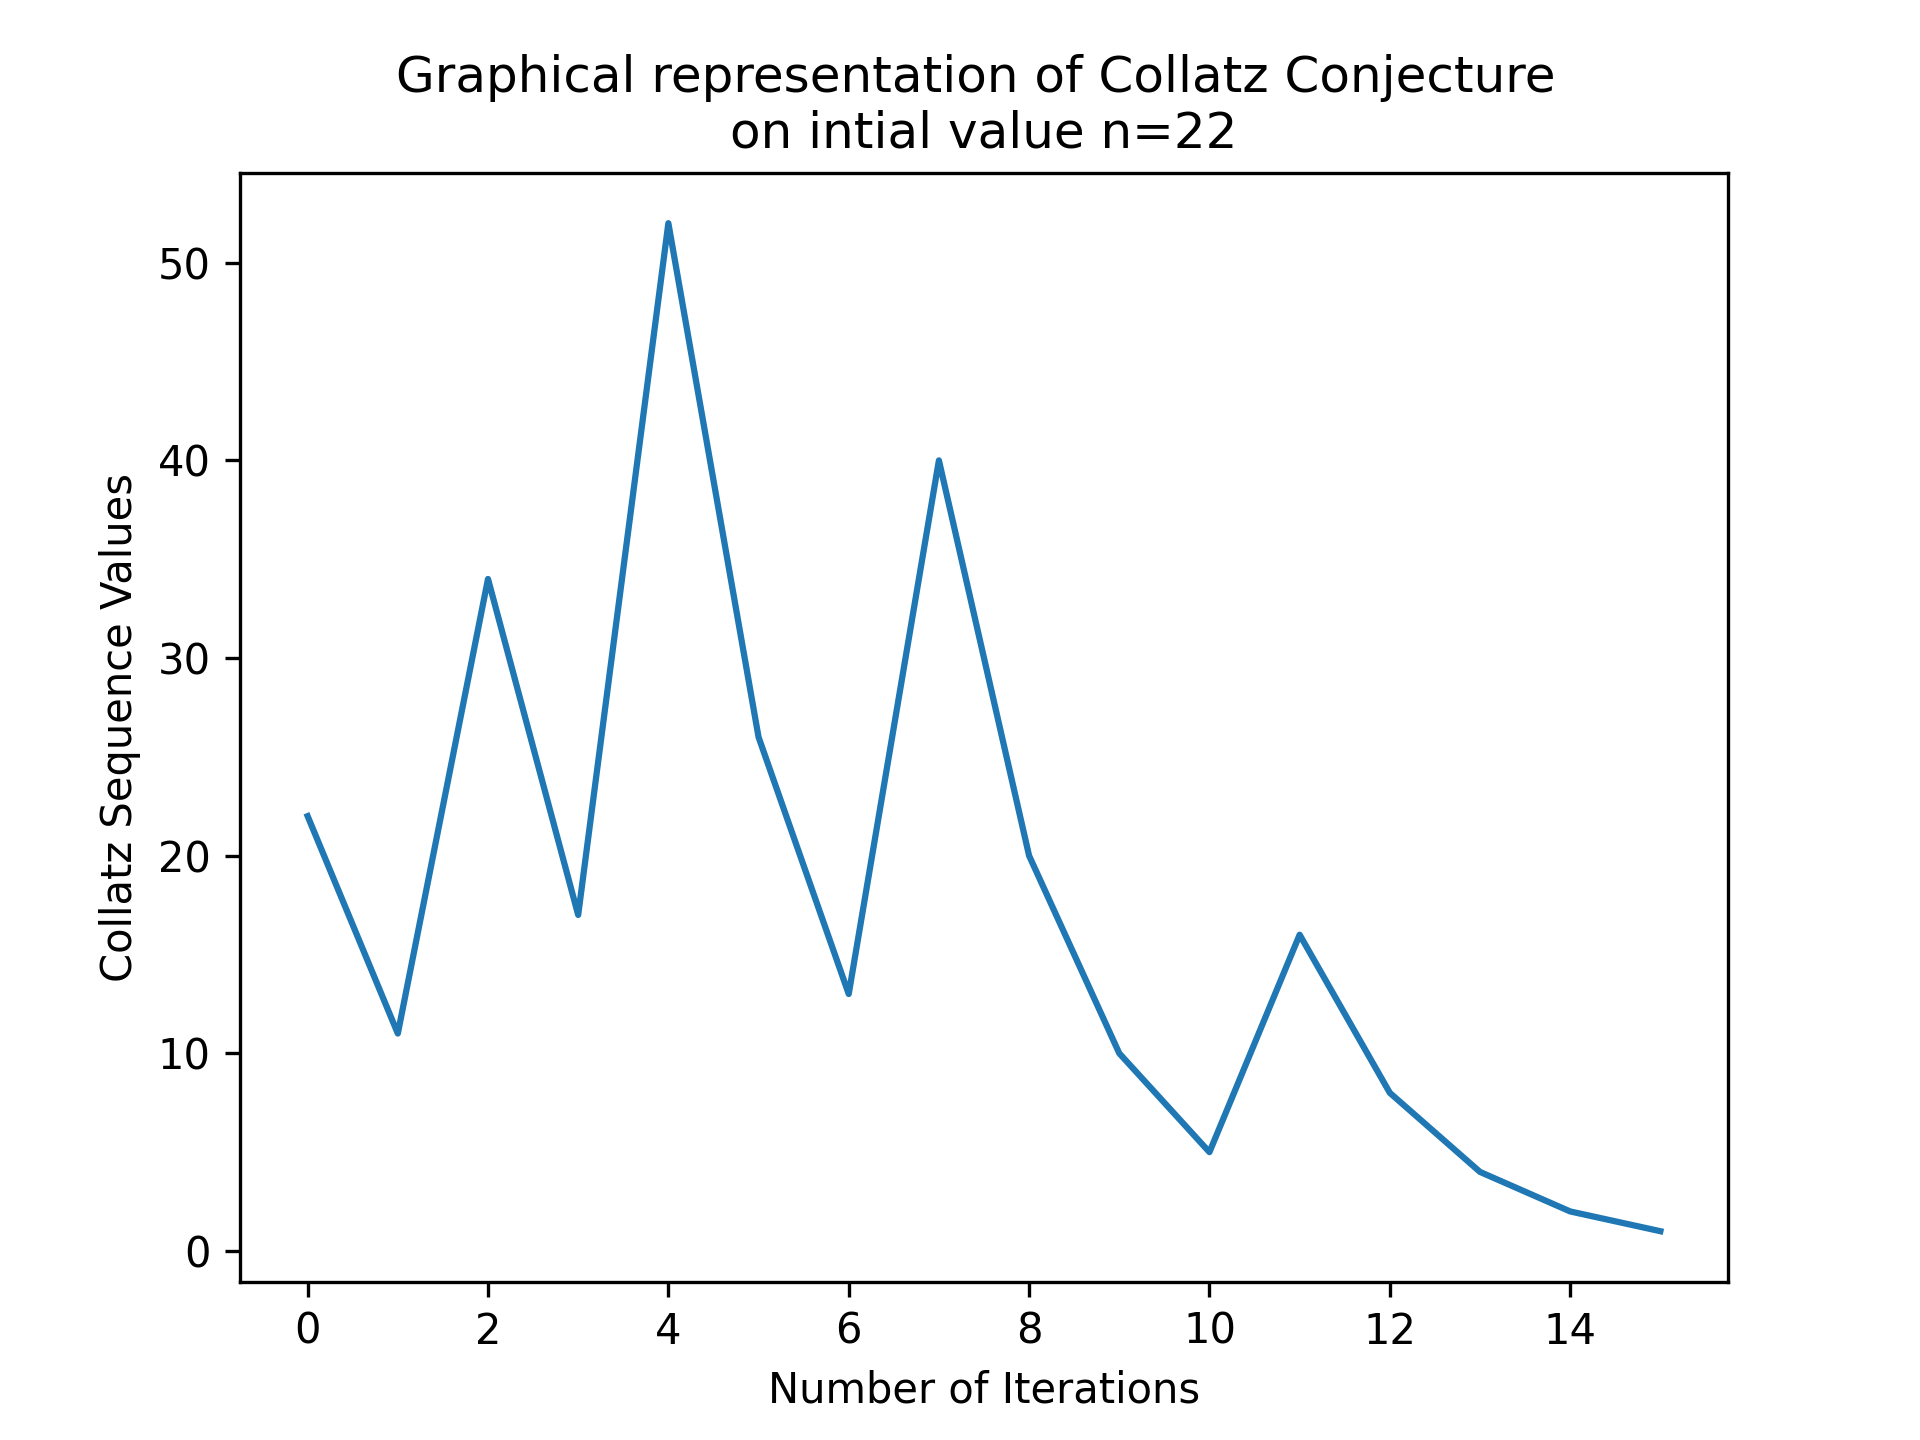 Graphical representation of Collatz Conjecture
on intial value n=22
50
40
30
20
10
0
Collatz Sequence Values
0 2 4 6 8 10 12 14
Number of Iterations